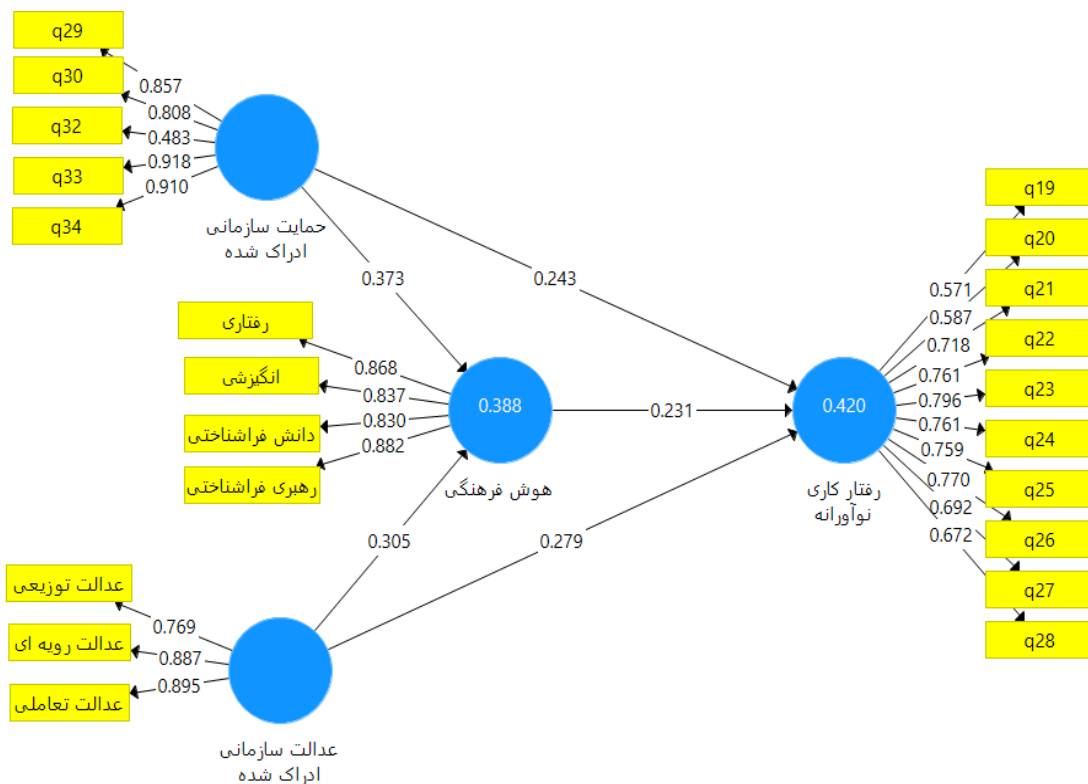 q29
q30
q32
q33
q34
0.857
0.808
0.483
0.918
0.910
حمایت سازمانی
ادراک شده
0.373
0.243
رفتاری
انگیزشی
دانش فراشناختی
رهبری فراشناختی
0.868
0.837
0.830
0.882
0.388
هوش فرهنگی
0.231
0.420
رفتار کاری
نوآورانه
q19
q20
q21
q22
q23
q24
q25
q26
q27
q28
0.571
0.587
0.718
0.761
0.796
0.761
0.759
0.770
0.692
0.672
0.305
0.279
عدالت توزیعی
عدالت رویه ای
عدالت تعاملی
0.769
0.887
0.895
عدالت سازمانی
ادراک شده